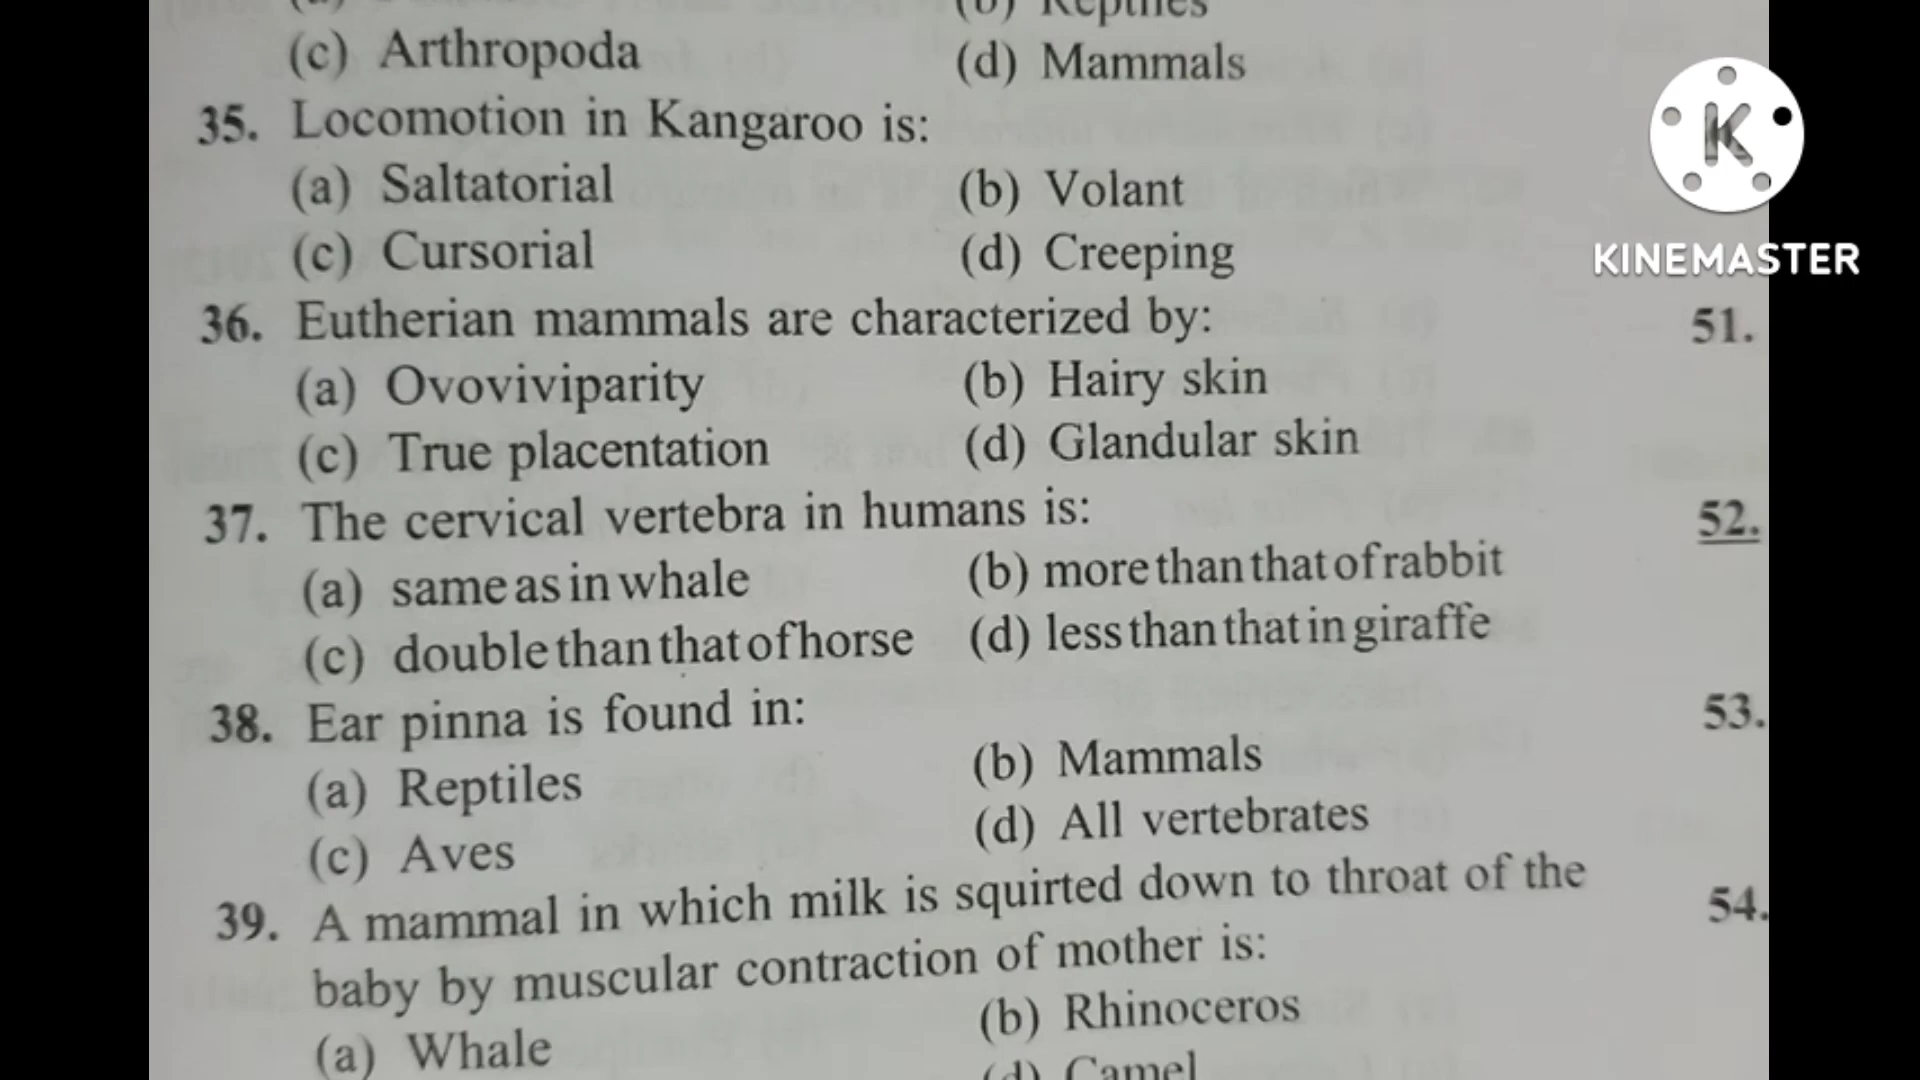 (b) Reptiles
(c) Arthropoda (d) Mammals
35. Locomotion in Kangaroo is:
(a) Saltatorial (b) Volant
(c) Cursorial (d) Creeping
36. Eutherian mammals are characterized by:
(a) Ovoviviparity (b) Hairy skin
(c) True placentation (d) Glandular skin
37. The cervical vertebra in humans is:
(a) same as in whale (b) more than that of rabbit
(c) double than that of horse (d) less than that in giraffe
38. Ear pinna is found in:
(a) Reptiles (b) Mammals
(c) Aves (d) All vertebrates
39. A mammal in which milk is squirted down to throat of the
baby by muscular contraction of mother is:
(a) Whale (b) Rhinoceros
(d) Camel
K
KINEMASTER
51.
52.
53.
54.